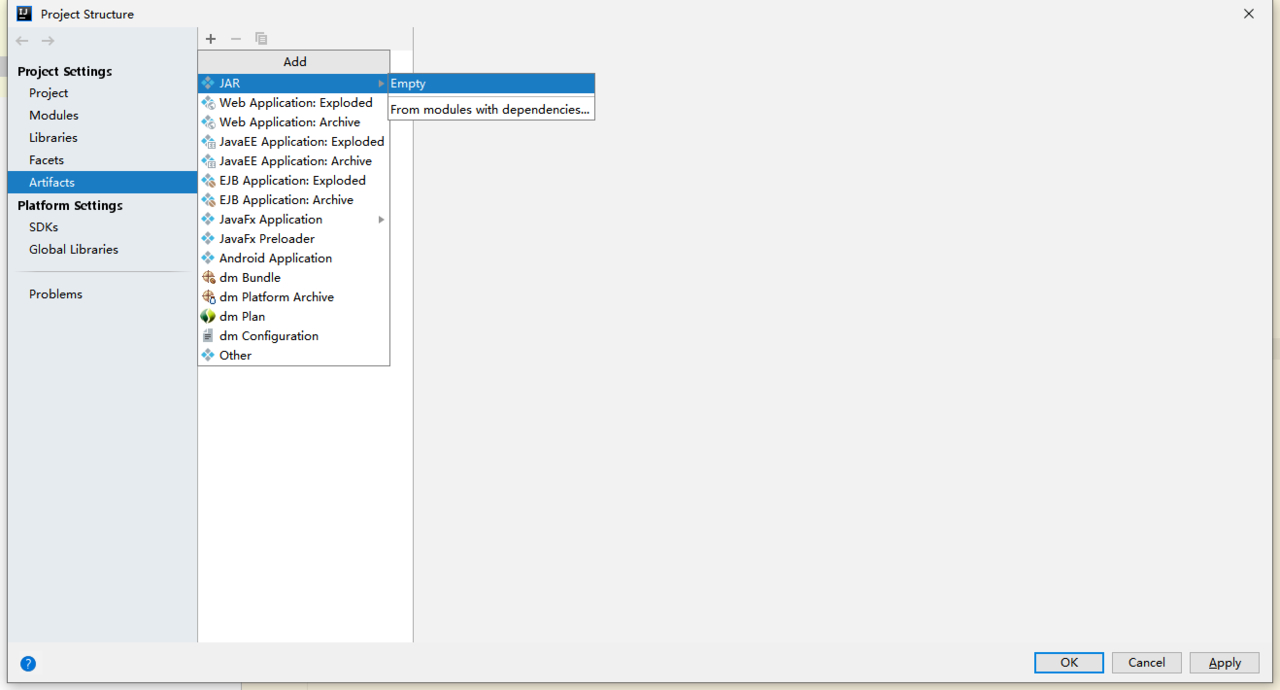 Project Structure
Project Settings
Project
Modules
Libraries
Facets
Artifacts
Platform Settings
SDKs
Global Libraries
Problems
Add
JAR
Web Application: Exploded
Web Application: Archive
JavaEE Application: Exploded
JavaEE Application: Archive
EJB Application: Exploded
EJB Application: Archive
JavaFx Application
JavaFx Preloader
Android Application
dm Bundle
dm Platform Archive
dm Plan
dm Configuration
Other
Empty
From modules with dependencies...
?
OK
Cancel
Apply